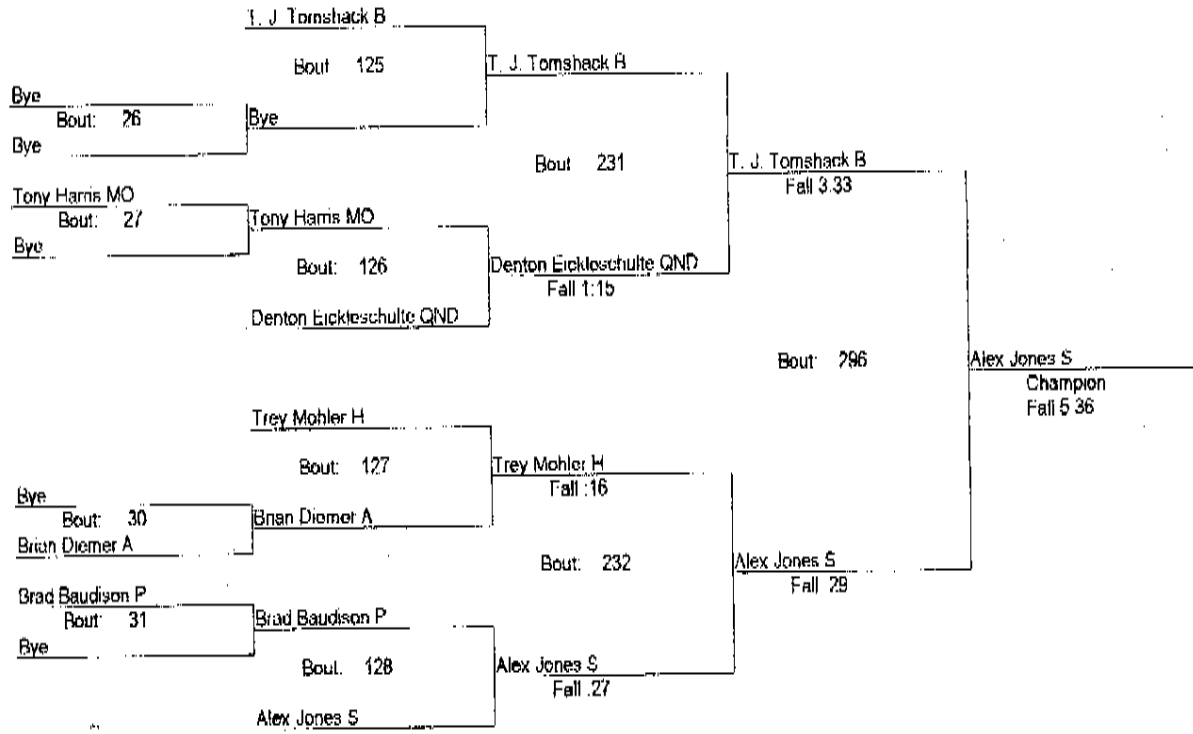 T. J. Tomshack B
Bout 125
T. J. Tomshack B
Bye
Bout: 26
Bye
Bye
Bout 231
T. J. Tomshack B
Fall 3:33
Tony Harris MO
Bout: 27
Tony Harris MO
Bye
Bout: 126
Denton Eickleschulte QND
Fall 1:15
Denton Eickleschulte QND
Bout: 296
Alex Jones S
Champion
Fall 5 36
Trey Mohler H
Bout: 127
Trey Mohler H
Fall :16
Bye
Bout: 30
Brian Diemer A
Brian Diemer A
Bout: 232
Alex Jones S
Fall 29
Brad Baudison P
Bout: 31
Brad Baudison P
Bye
Bout. 128
Alex Jones S
Fall :27
Alex Jones S